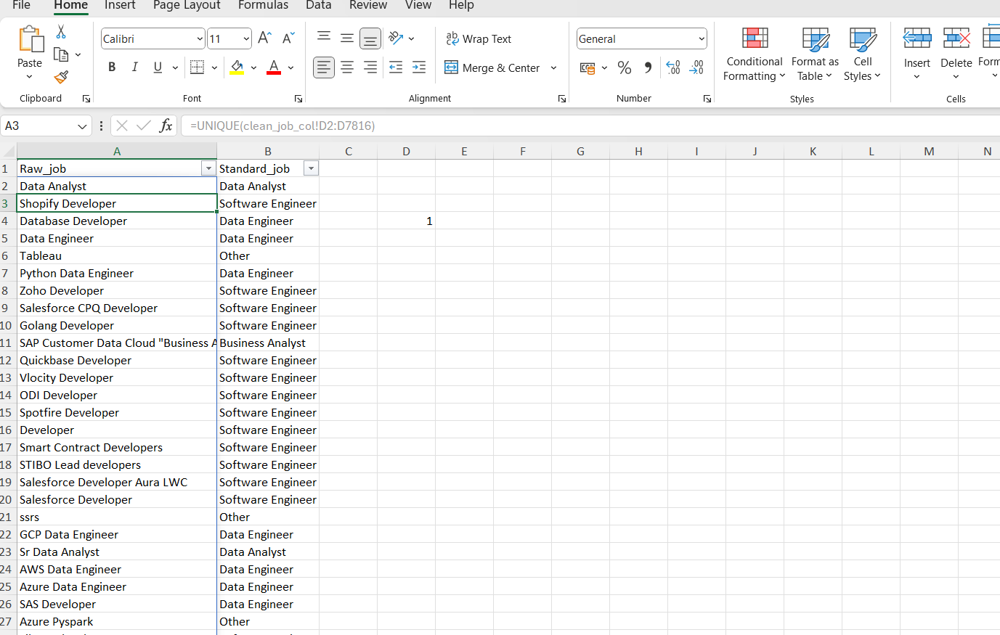 File Home Insert Page Layout Formulas Data Review View Help
Calibri 11 ab Wrap Text General
Paste B I U A Merge & Center % Conditional Formatting Format as Table Cell Styles Insert Delete Form
Clipboard Font Alignment Number Styles Cells
A3 fx =UNIQUE(clean_job_col!D2:D7816)
A B C D E F G H I J K L M N
1 Raw_job Standard_job
2 Data Analyst Data Analyst
3 Shopify Developer Software Engineer
4 Database Developer Data Engineer 1
5 Data Engineer Data Engineer
6 Tableau Other
7 Python Data Engineer Data Engineer
8 Zoho Developer Software Engineer
9 Salesforce CPQ Developer Software Engineer
10 Golang Developer Software Engineer
11 SAP Customer Data Cloud "Business A Business Analyst
12 Quickbase Developer Software Engineer
13 Vlocity Developer Software Engineer
14 ODI Developer Software Engineer
15 Spotfire Developer Software Engineer
16 Developer Software Engineer
17 Smart Contract Developers Software Engineer
18 STIBO Lead developers Software Engineer
19 Salesforce Developer Aura LWC Software Engineer
20 Salesforce Developer Software Engineer
21 ssrs Other
22 GCP Data Engineer Data Engineer
23 Sr Data Analyst Data Analyst
24 AWS Data Engineer Data Engineer
25 Azure Data Engineer Data Engineer
26 SAS Developer Data Engineer
27 Azure Pyspark Other